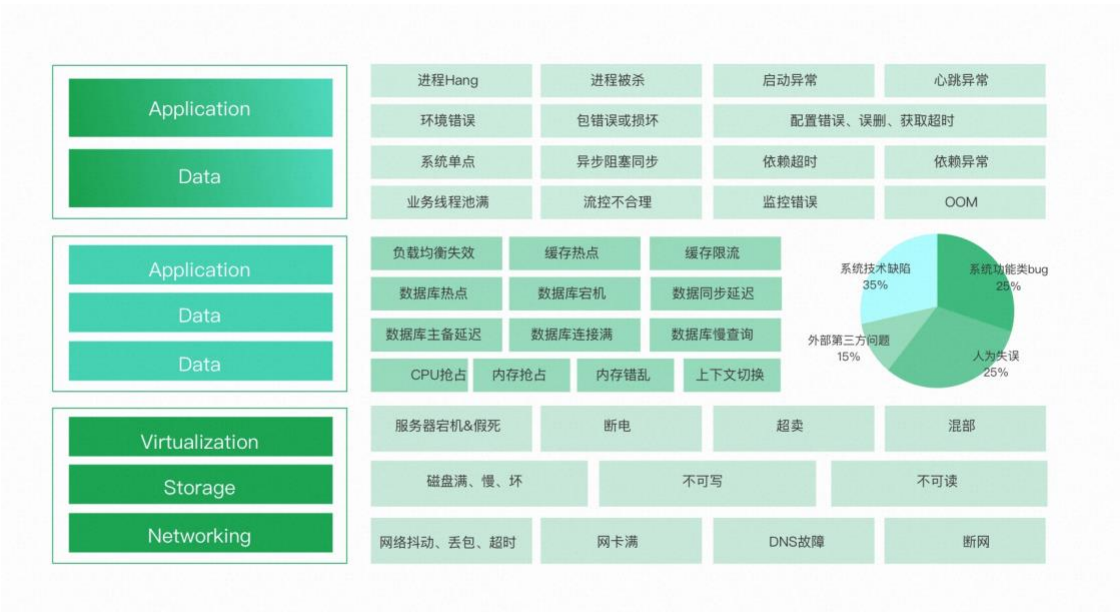 Application
Data
进程Hang
进程被杀
启动异常
心跳异常
环境错误
包错误或损坏
配置错误、误删、获取超时
系统单点
异步阻塞同步
依赖超时
依赖异常
业务线程池满
流控不合理
监控错误
OOM
Application
Data
Data
负载均衡失效
缓存热点
缓存限流
数据库热点
数据库宕机
数据同步延迟
数据库主备延迟
数据库连接满
数据库慢查询
CPU抢占
内存抢占
内存错乱
上下文切换
系统技术缺陷
35%
系统功能类bug
25%
外部第三方问题
15%
人为失误
25%
Virtualization
Storage
Networking
服务器宕机&假死
断电
超卖
混部
磁盘满、慢、坏
不可写
不可读
网络抖动、丢包、超时
网卡满
DNS故障
断网